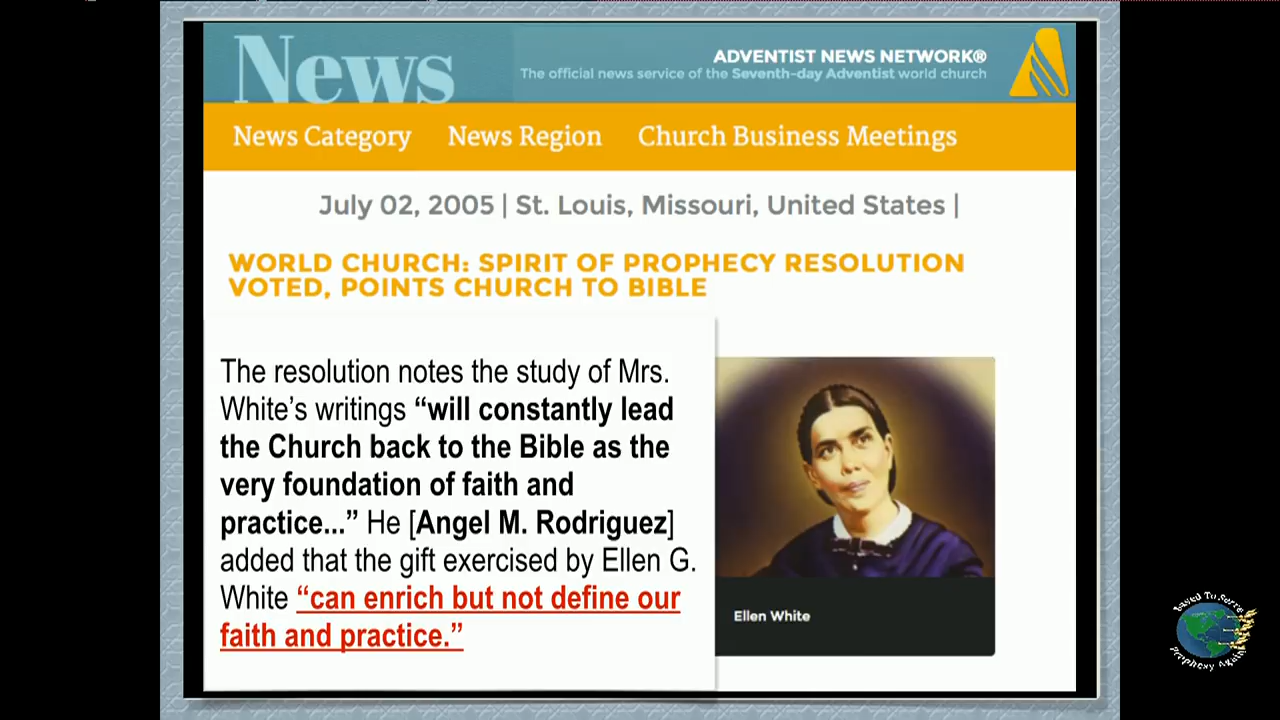 News
ADVENTIST NEWS NETWORK®
The official news service of the Seventh-day Adventist world church
News Category News Region Church Business Meetings
July 02, 2005 | St. Louis, Missouri, United States |
WORLD CHURCH: SPIRIT OF PROPHECY RESOLUTION
VOTED, POINTS CHURCH TO BIBLE
The resolution notes the study of Mrs.
White’s writings “will constantly lead
the Church back to the Bible as the
very foundation of faith and
practice...” He [Angel M. Rodriguez]
added that the gift exercised by Ellen G.
White “can enrich but not define our
faith and practice.”
Ellen White
Prophecy